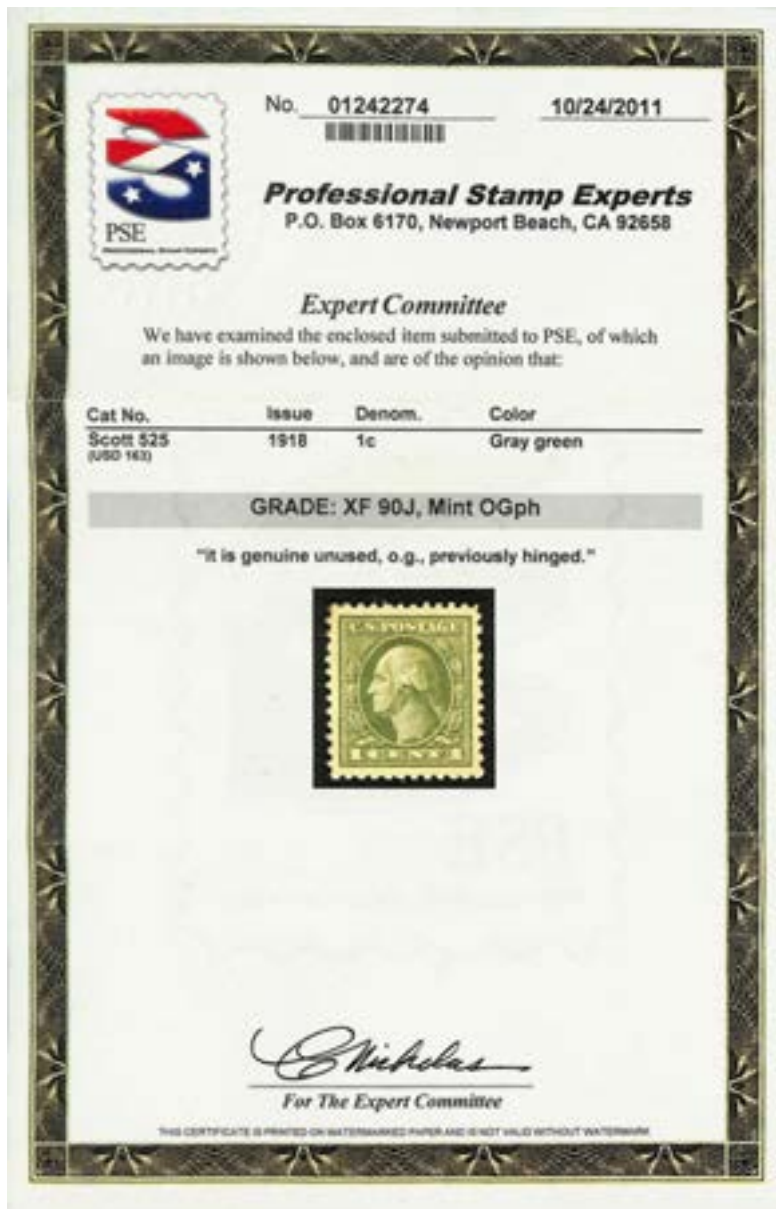 No. 01242274 10/24/2011
PSE
PROFESSIONAL STAMP EXPERTS
Professional Stamp Experts
P.O. Box 6170, Newport Beach, CA 92658
Expert Committee
We have examined the enclosed item submitted to PSE, of which
an image is shown below, and are of the opinion that:
Cat No. Issue Denom. Color
Scott 525 1918 1c Gray green
(USD 163)
GRADE: XF 90J, Mint OGph
"it is genuine unused, o.g., previously hinged."
U.S. POSTAGE
1 CENT 1
C Nicholas
For The Expert Committee
THIS CERTIFICATE IS PRINTED ON WATERMARKED PAPER AND IS NOT VALID WITHOUT WATERMARK